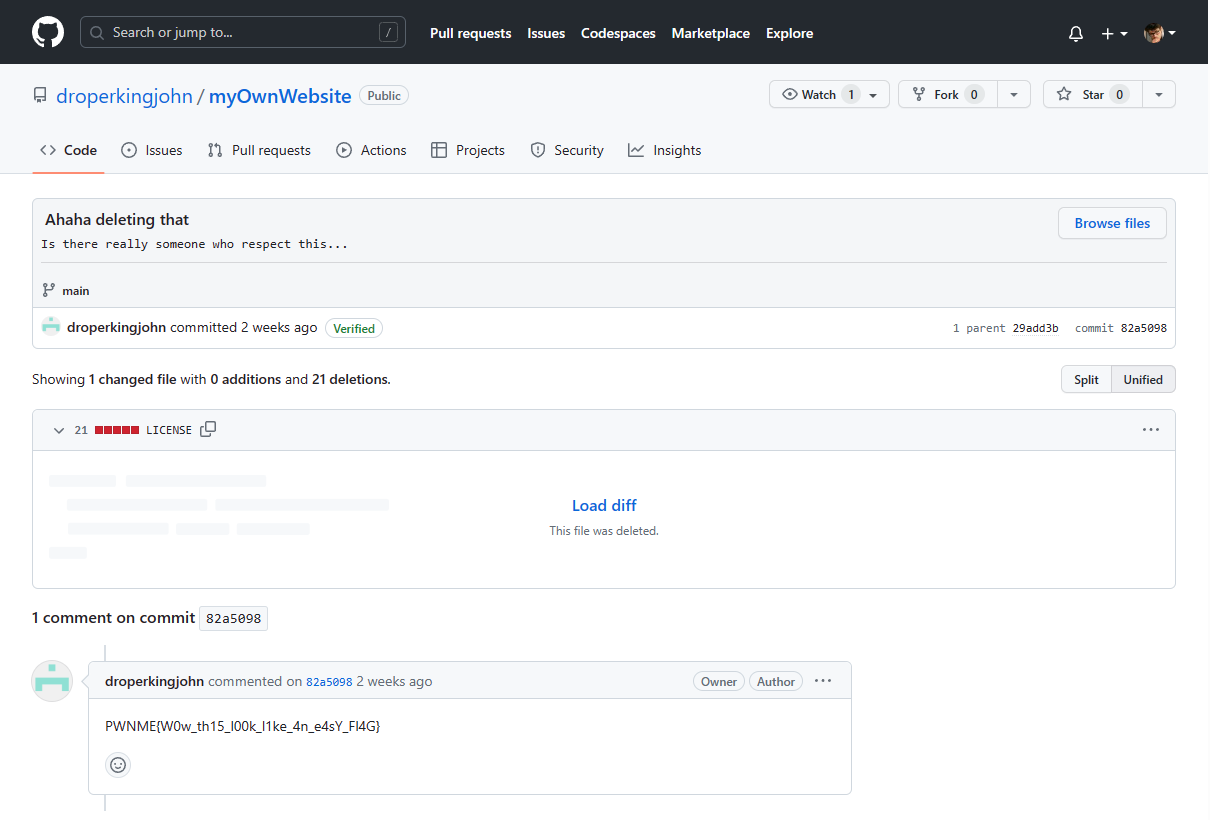 Search or jump to... / Pull requests Issues Codespaces Marketplace Explore
droperkingjohn / myOwnWebsite Public Watch 1 Fork 0 Star 0
Code Issues Pull requests Actions Projects Security Insights
Ahaha deleting that
Browse files
Is there really someone who respect this...
main
droperkingjohn committed 2 weeks ago Verified 1 parent 29add3b commit 82a5098
Showing 1 changed file with 0 additions and 21 deletions. Split Unified
21 LICENSE
Load diff
This file was deleted.
1 comment on commit 82a5098
droperkingjohn commented on 82a5098 2 weeks ago Owner Author
PWNME{W0w_th15_l00k_l1ke_4n_e4sY_Fl4G}